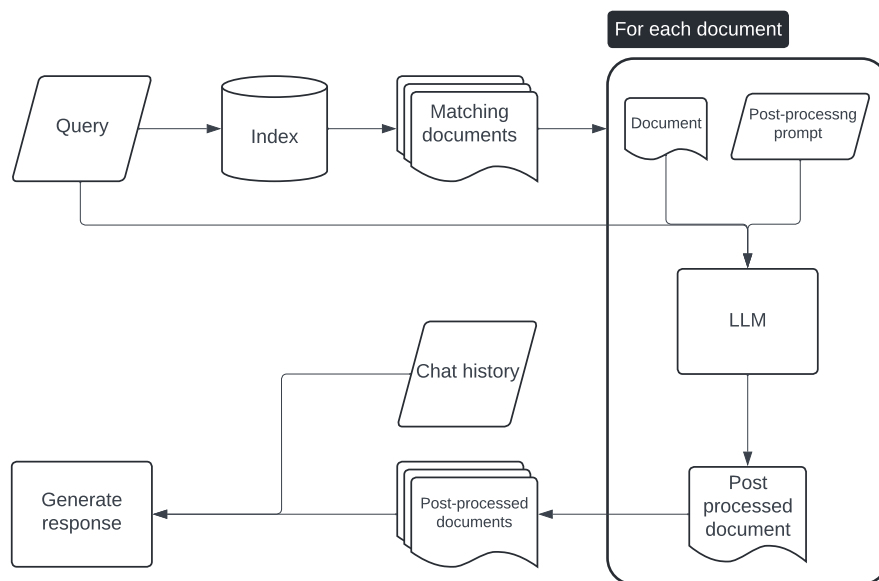 For each document
Query
Index
Matching
documents
Document
Post-processng
prompt
LLM
Chat history
Generate
response
Post-processed
documents
Post
processed
document